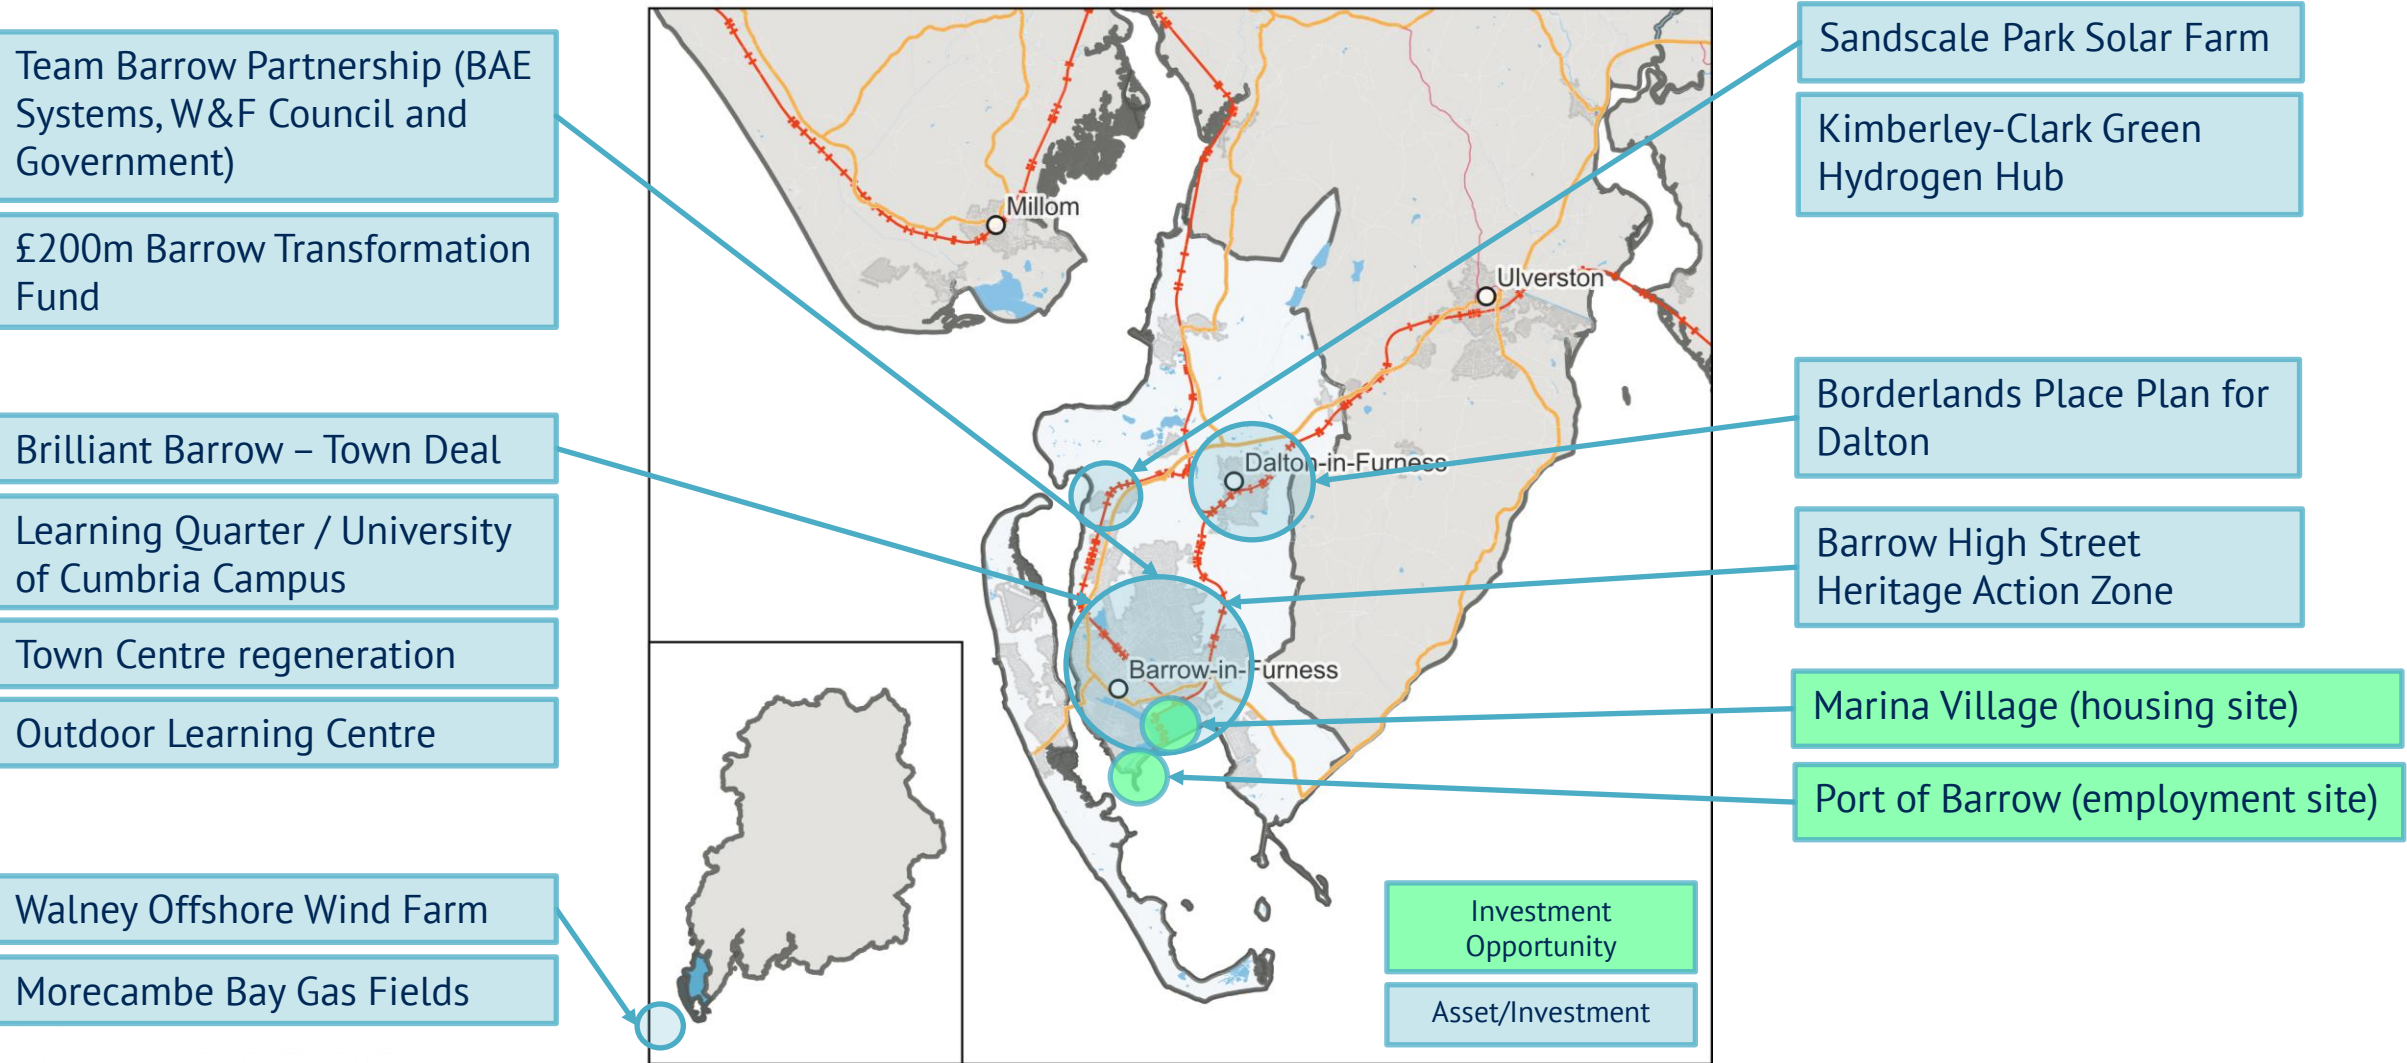 Team Barrow Partnership (BAE
Systems, W&F Council and
Government)
£200m Barrow Transformation
Fund
Brilliant Barrow – Town Deal
Learning Quarter / University
of Cumbria Campus
Town Centre regeneration
Outdoor Learning Centre
Walney Offshore Wind Farm
Morecambe Bay Gas Fields
Millom
Ulverston
Dalton-in-Furness
Barrow-in-Furness
Investment
Opportunity
Asset/Investment
Sandscale Park Solar Farm
Kimberley-Clark Green
Hydrogen Hub
Borderlands Place Plan for
Dalton
Barrow High Street
Heritage Action Zone
Marina Village (housing site)
Port of Barrow (employment site)